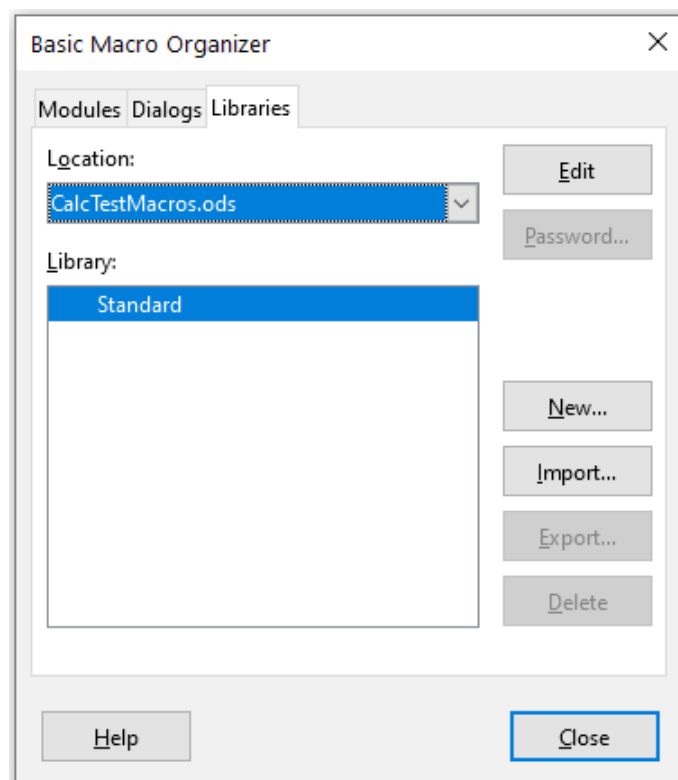 Basic Macro Organizer
Modules Dialogs Libraries
Location:
CalcTestMacros.ods
Library:
Standard
Edit
Password...
New...
Import...
Export...
Delete
Help
Close